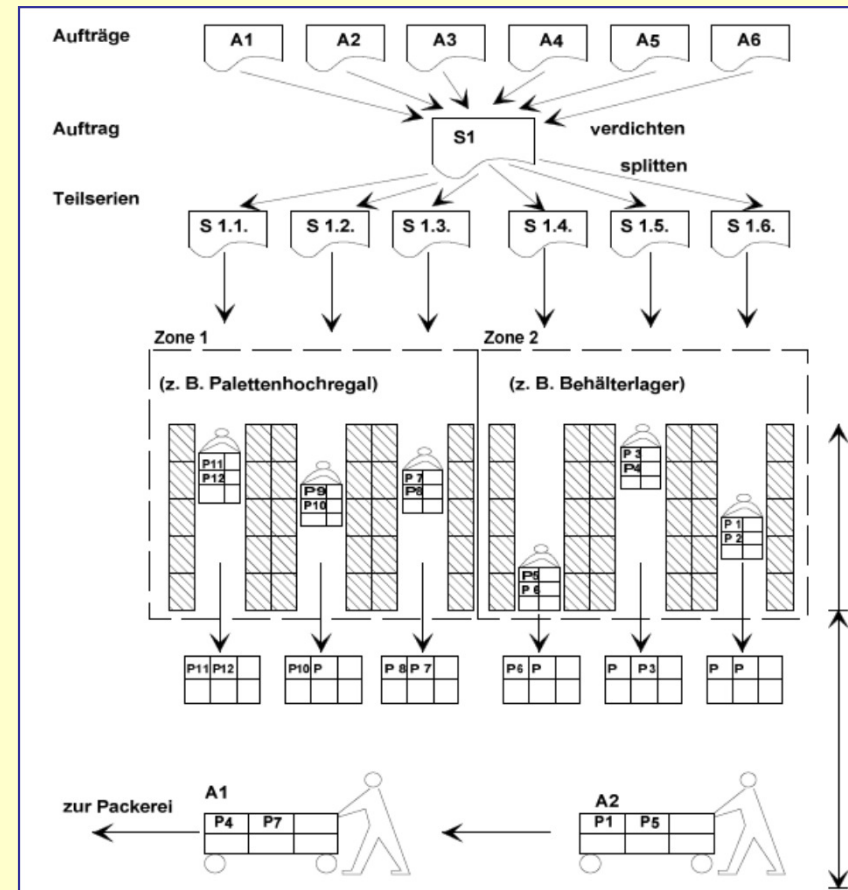 Aufträge
A1 A2 A3 A4 A5 A6
Auftrag
S1
verdichten
splitten
Teilserien
S 1.1. S 1.2. S 1.3. S 1.4. S 1.5. S 1.6.
Zone 1
Zone 2
(z. B. Palettenhochregal)
(z. B. Behälterlager)
P11
P12
P9
P10
P 7
P8
P5
P 6
P 3
P4
P 1
P 2
P11 P12
P10 P
P 8 P 7
P6 P
P P3
P P
zur Packerei
A1
P4 P7
A2
P1 P5